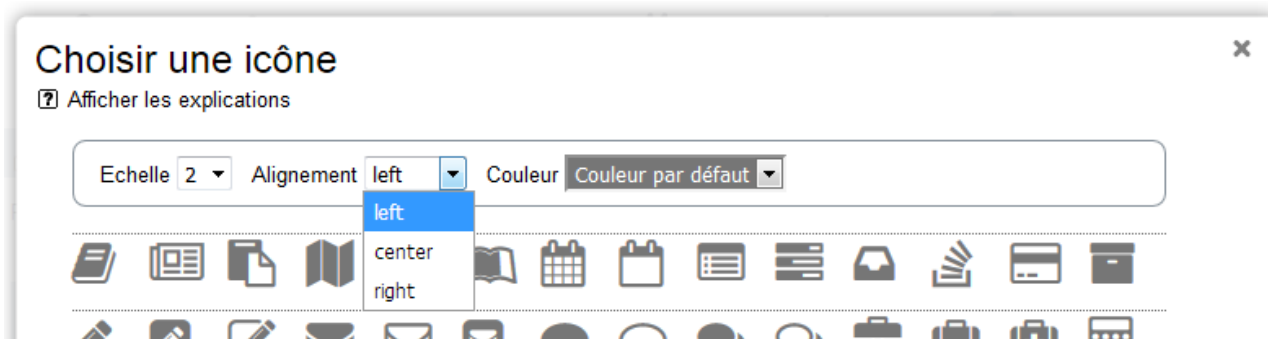 Choisir une icône
? Afficher les explications
Echelle 2 Alignement left Couleur Couleur par défaut
left
center
right